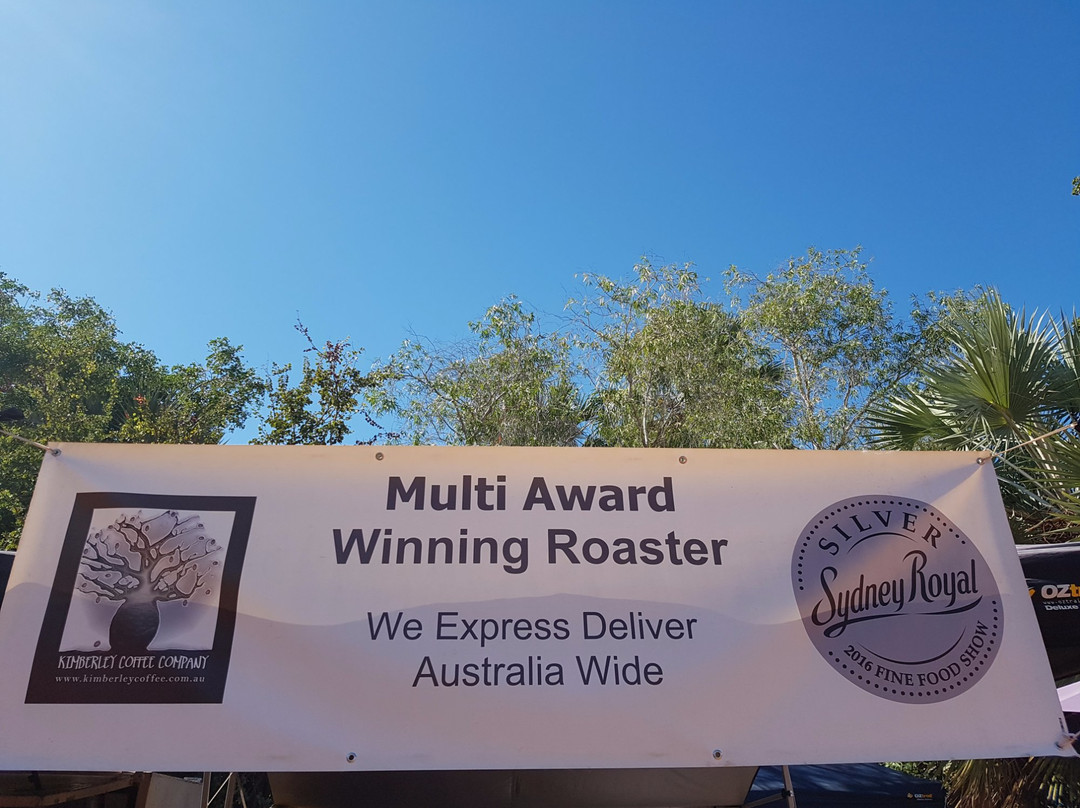 Multi Award
Winning Roaster
We Express Deliver
Australia Wide
KIMBERLEY COFFEE COMPANY
www.kimberleycoffee.com.au
SILVER
Sydney Royal
2016 FINE FOOD SHOW
Deluxe